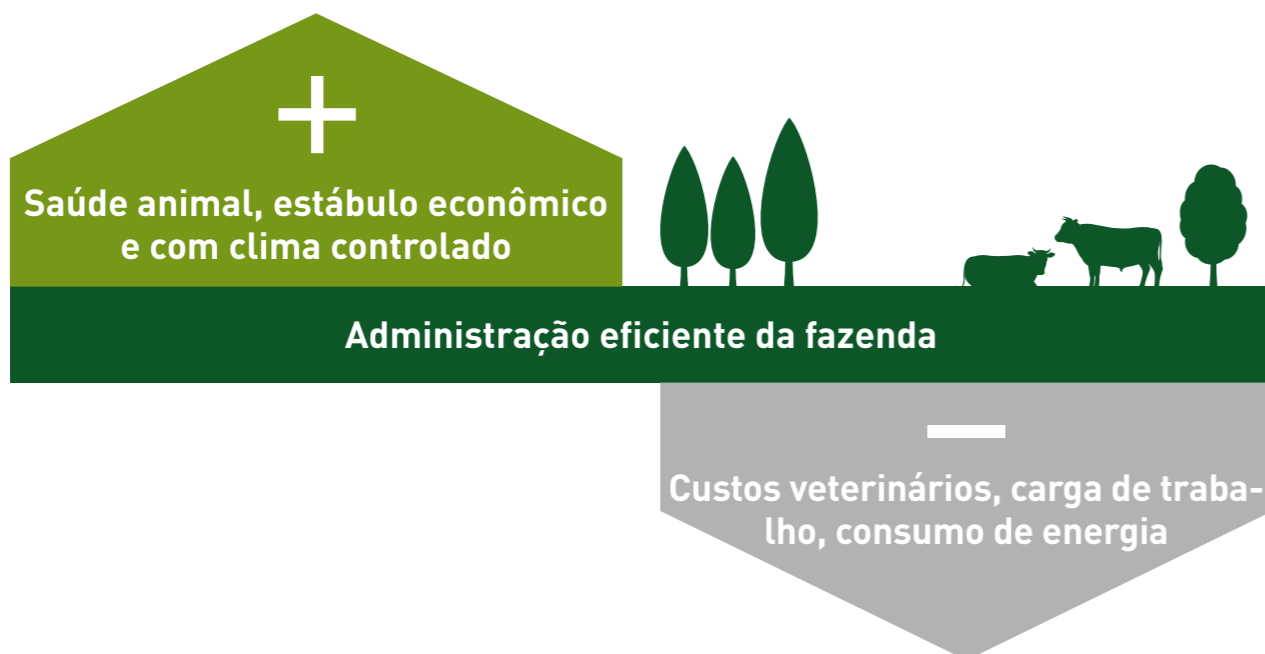 +
Saúde animal, estábulo econômico
e com clima controlado
Administração eficiente da fazenda
—
Custos veterinários, carga de traba-
lho, consumo de energia